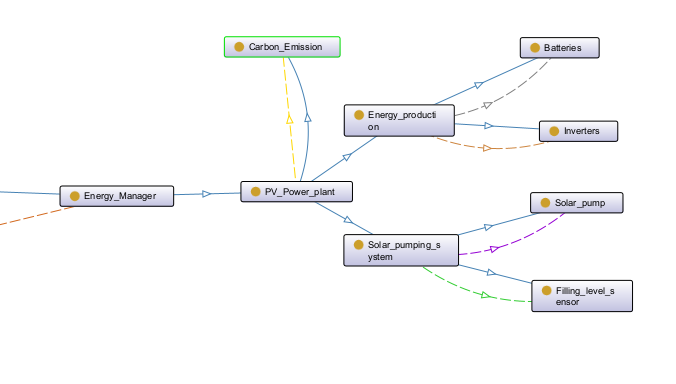 Carbon_Emission
Batteries
Energy_producti
on
Inverters
Energy_Manager
PV_Power_plant
Solar_pump
Solar_pumping_s
ystem
Filling_level_s
ensor